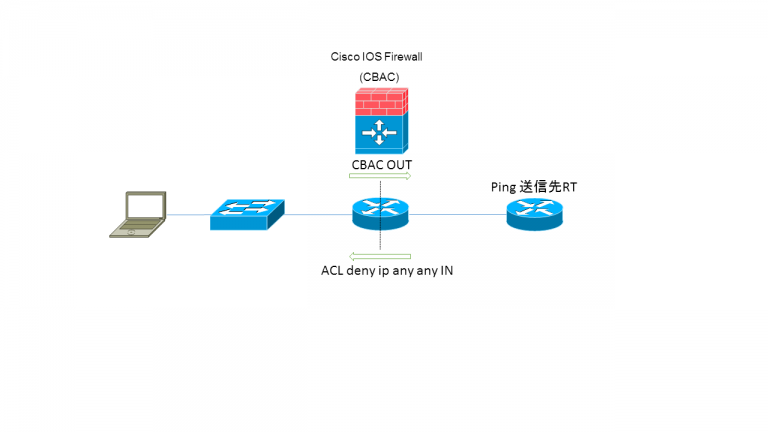 Cisco IOS Firewall
(CBAC)
CBAC OUT
Ping 送信先RT
ACL deny ip any any IN